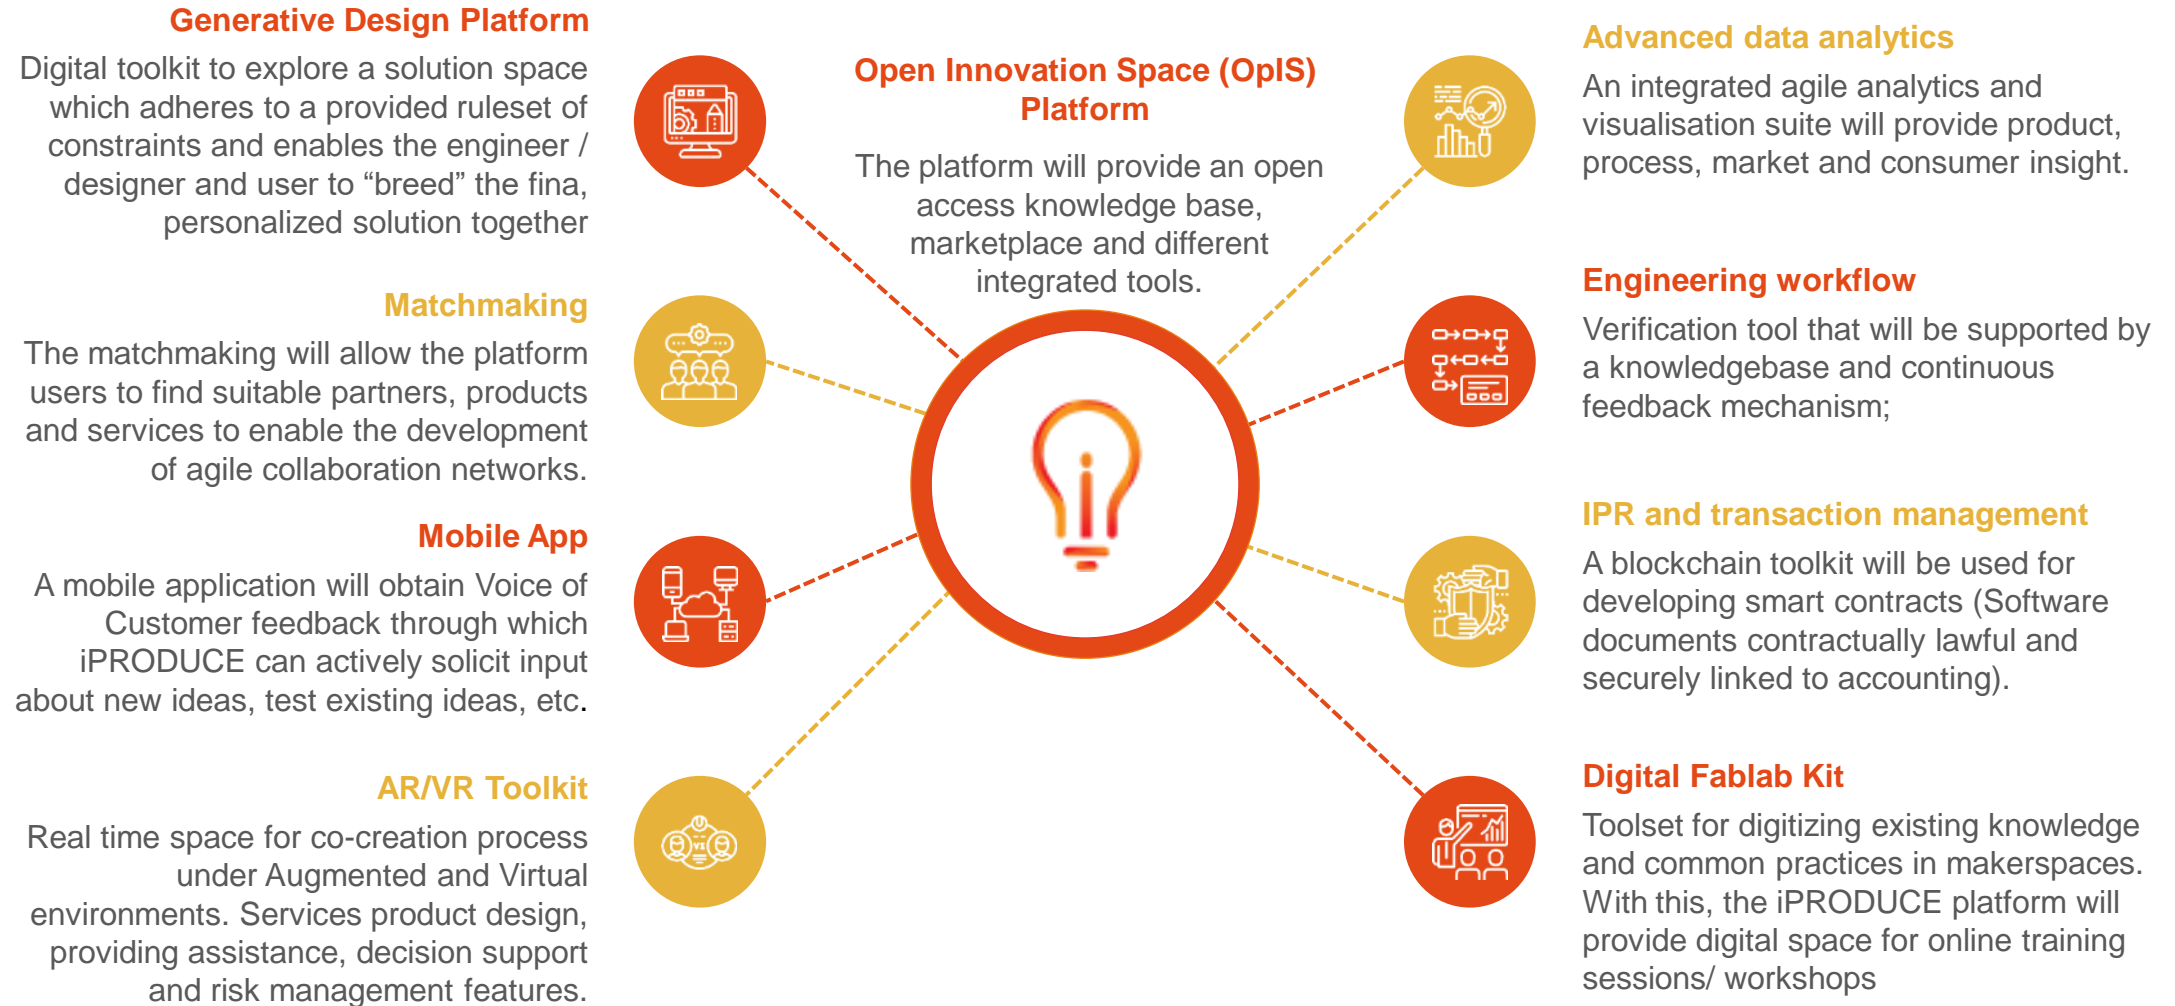 Generative Design Platform
Digital toolkit to explore a solution space
which adheres to a provided ruleset of
constraints and enables the engineer /
designer and user to “breed” the fina,
personalized solution together
Matchmaking
The matchmaking will allow the platform
users to find suitable partners, products
and services to enable the development
of agile collaboration networks.
Mobile App
A mobile application will obtain Voice of
Customer feedback through which
iPRODUCE can actively solicit input
about new ideas, test existing ideas, etc.
AR/VR Toolkit
Real time space for co-creation process
under Augmented and Virtual
environments. Services product design,
providing assistance, decision support
and risk management features.
Open Innovation Space (OpIS)
Platform
The platform will provide an open
access knowledge base,
marketplace and different
integrated tools.
Advanced data analytics
An integrated agile analytics and
visualisation suite will provide product,
process, market and consumer insight.
Engineering workflow
Verification tool that will be supported by
a knowledgebase and continuous
feedback mechanism;
IPR and transaction management
A blockchain toolkit will be used for
developing smart contracts (Software
documents contractually lawful and
securely linked to accounting).
Digital Fablab Kit
Toolset for digitizing existing knowledge
and common practices in makerspaces.
With this, the iPRODUCE platform will
provide digital space for online training
sessions/ workshops